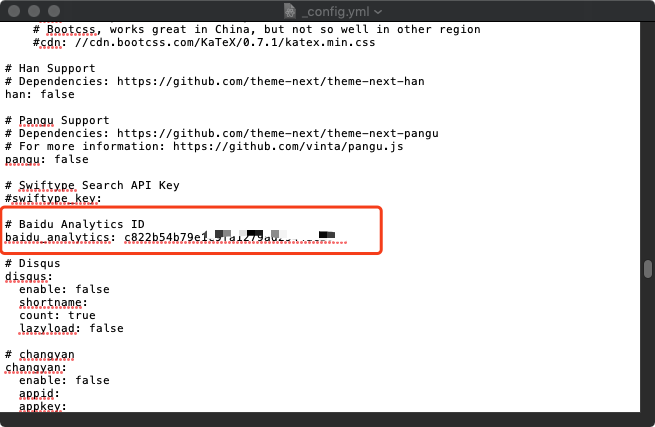 _config.yml
# Bootcss, works great in China, but not so well in other region
#cdn: //cdn.bootcss.com/KaTeX/0.7.1/katex.min.css
# Han Support
# Dependencies: https://github.com/theme-next/theme-next-han
han: false
# Pangu Support
# Dependencies: https://github.com/theme-next/theme-next-pangu
# For more information: https://github.com/vinta/pangu.js
pangu: false
# Swiftype Search API Key
#swiftype_key:
# Baidu Analytics ID
baidu_analytics:
# Disqus
disqus:
enable: false
shortname:
count: true
lazyload: false
# changyan
changyan:
enable: false
appid:
appkey: